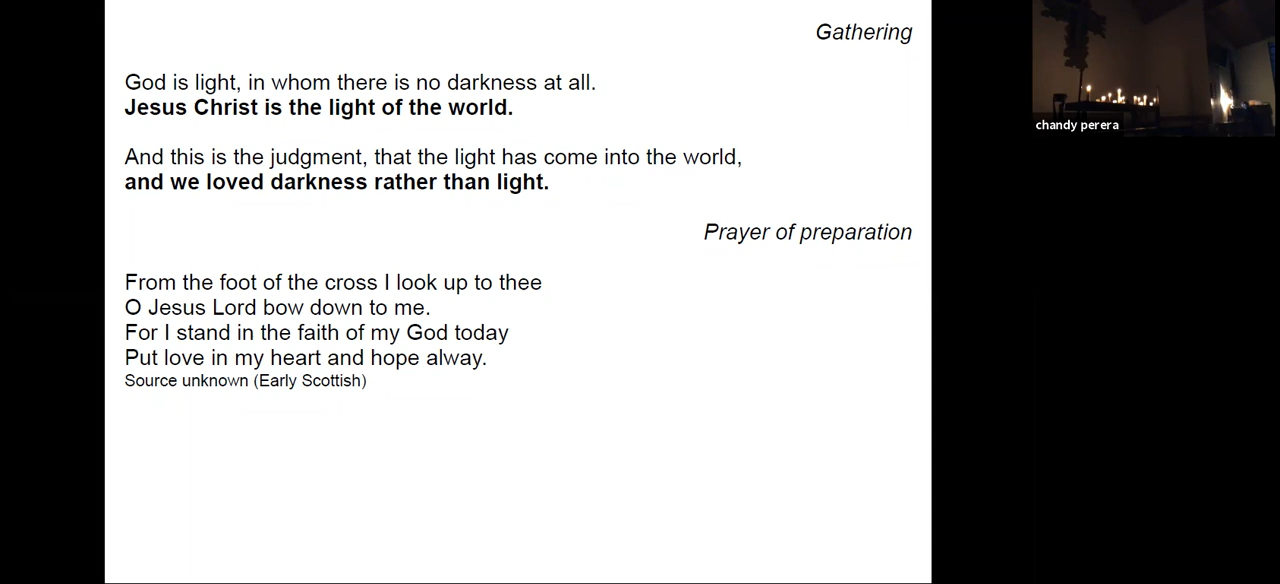 Gathering
God is light, in whom there is no darkness at all.
Jesus Christ is the light of the world.
And this is the judgment, that the light has come into the world,
and we loved darkness rather than light.
Prayer of preparation
From the foot of the cross I look up to thee
O Jesus Lord bow down to me.
For I stand in the faith of my God today
Put love in my heart and hope alway.
Source unknown (Early Scottish)
chandy perera